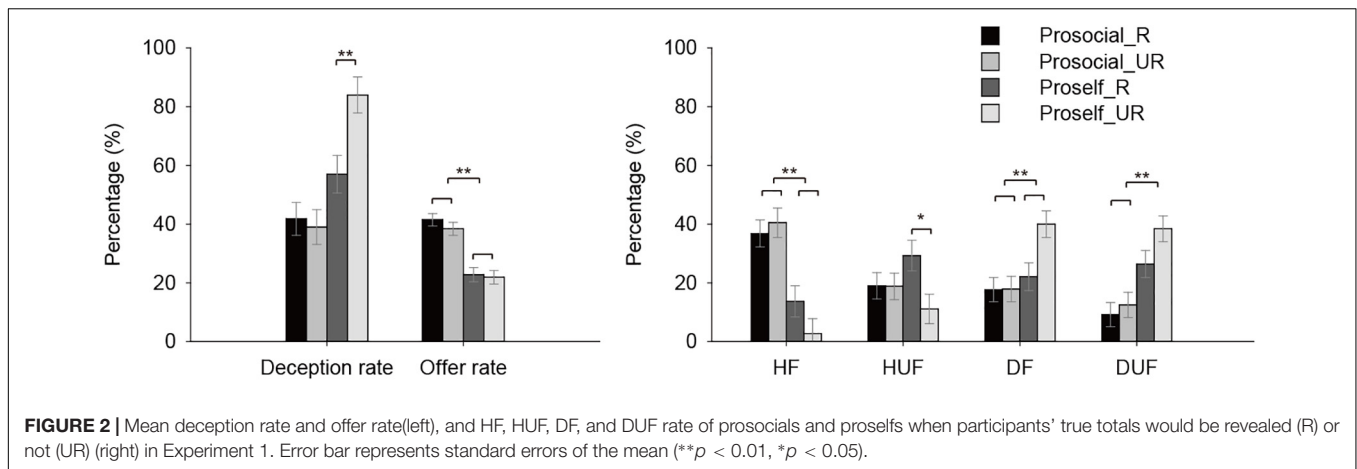 100
80
60
40
20
0
Percentage (%)
**
**
Deception rate
Offer rate
100
80
60
40
20
0
Percentage (%)
**
*
**
**
HF
HUF
DF
DUF
Prosocial_R
Prosocial_UR
Proself_R
Proself_UR
FIGURE 2 | Mean deception rate and offer rate(left), and HF, HUF, DF, and DUF rate of prosocials and proselfs when participants' true totals would be revealed (R) or
not (UR) (right) in Experiment 1. Error bar represents standard errors of the mean (**p < 0.01, *p < 0.05).